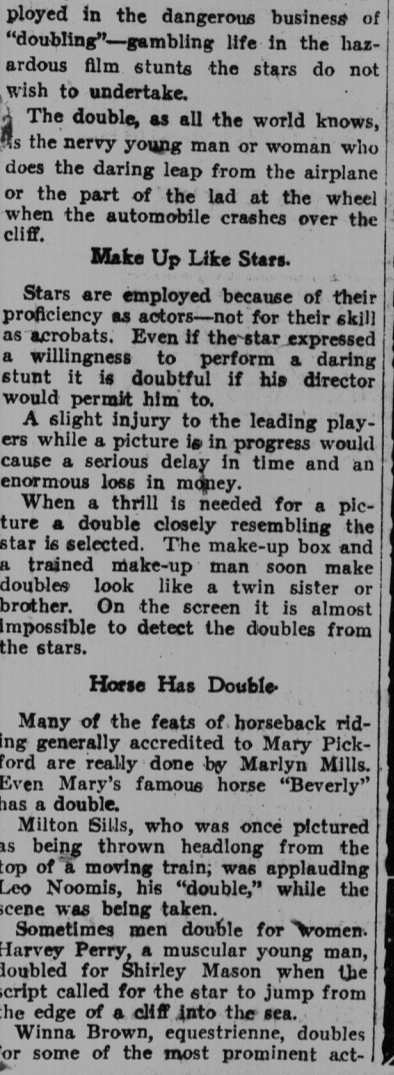 ployed in the dangerous business of
"doubling"—gambling life in the haz-
ardous film stunts the stars do not
wish to undertake.
The double, as all the world knows,
is the nervy young man or woman who
does the daring leap from the airplane
or the part of the lad at the wheel
when the automobile crashes over the
cliff.
Make Up Like Stars.
Stars are employed because of their
proficiency as actors—not for their skill
as acrobats. Even if the star expressed
a willingness to perform a daring
stunt it is doubtful if his director
would permit him to.
A slight injury to the leading play-
ers while a picture is in progress would
cause a serious delay in time and an
enormous loss in money.
When a thrill is needed for a pic-
ture a double closely resembling the
star is selected. The make-up box and
a trained make-up man soon make
doubles look like a twin sister or
brother. On the screen it is almost
impossible to detect the doubles from
the stars.
Horse Has Double.
Many of the feats of horseback rid-
ing generally accredited to Mary Pick-
ford are really done by Marlyn Mills.
Even Mary's famous horse "Beverly"
has a double.
Milton Sills, who was once pictured
as being thrown headlong from the
top of a moving train; was applauding
Leo Noomis, his "double," while the
scene was being taken.
Sometimes men double for women.
Harvey Perry, a muscular young man,
doubled for Shirley Mason when the
script called for the star to jump from
the edge of a cliff into the sea.
Winna Brown, equestrienne, doubles
for some of the most prominent act-